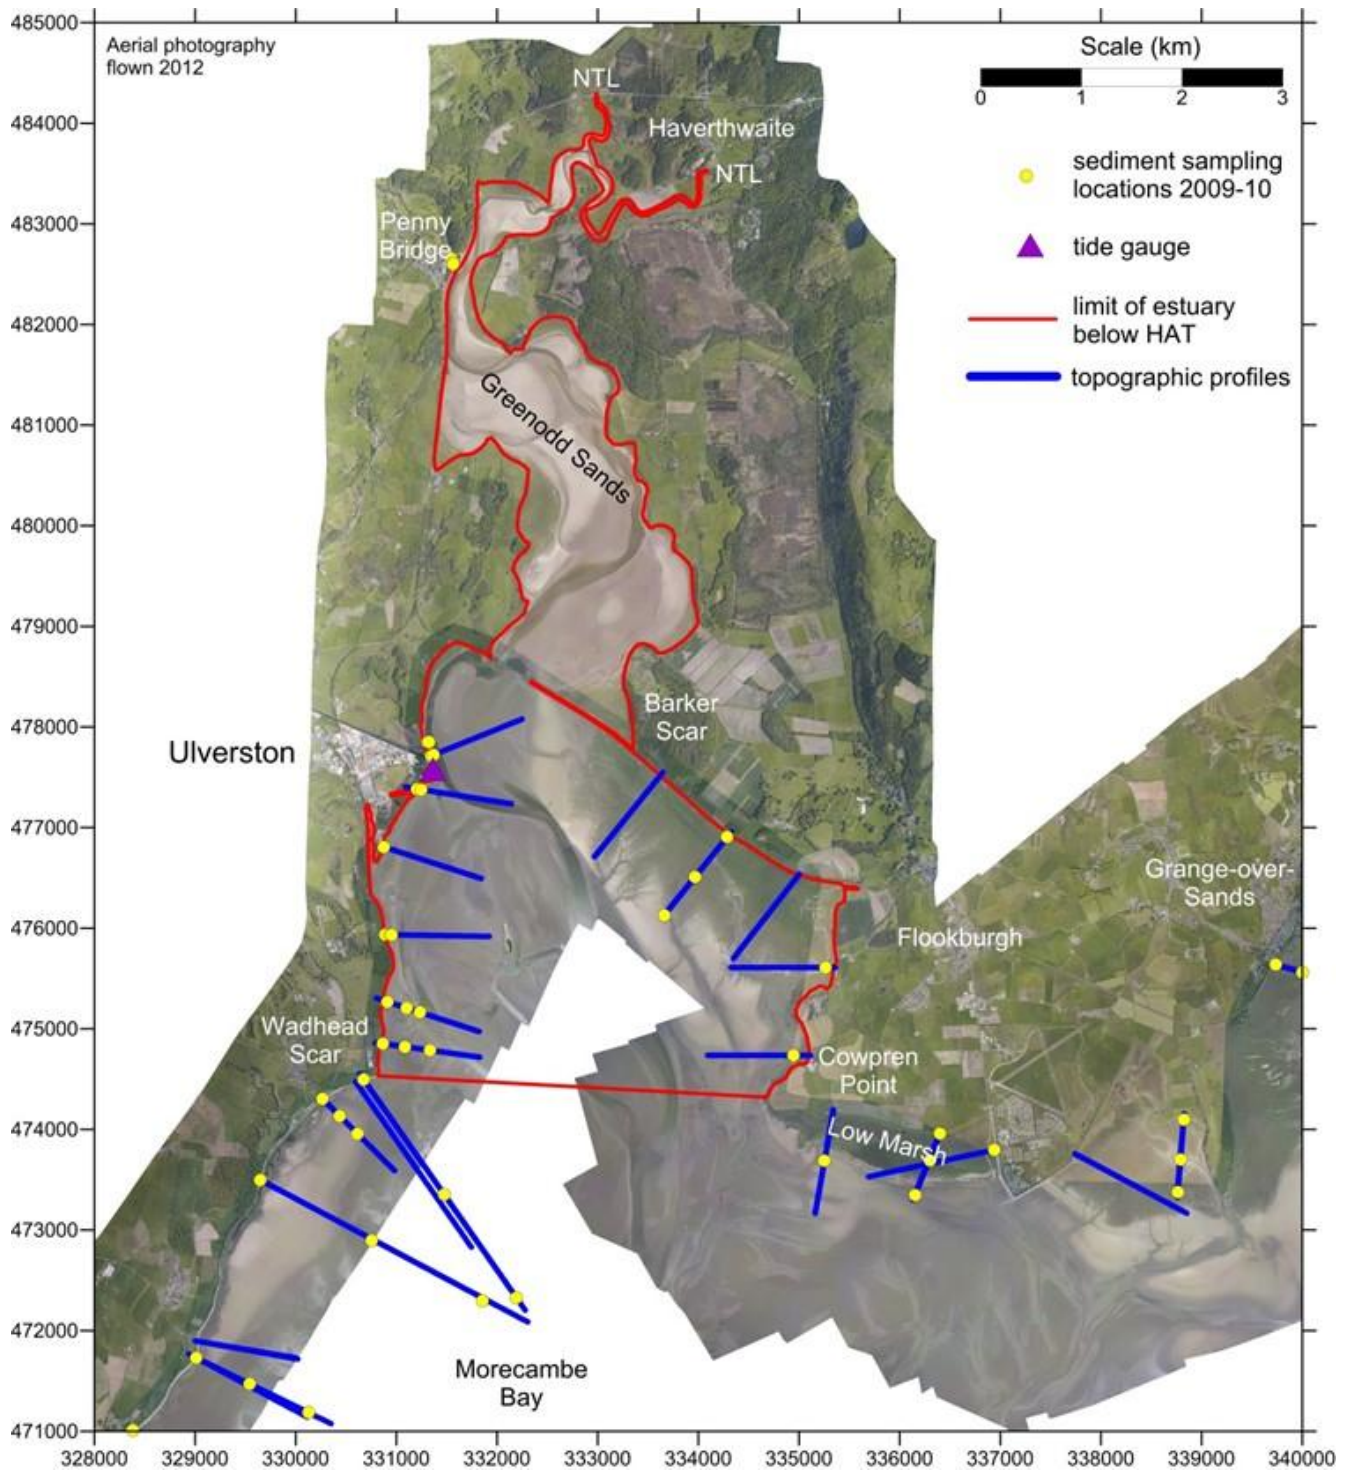 485000
Aerial photography
flown 2012
Scale (km)
0 1 2 3
NTL
484000
Haverthwaite
sediment sampling
locations 2009-10
NTL
483000
Penny
Bridge
tide gauge
482000
limit of estuary
below HAT
topographic profiles
Greenodd Sands
481000
480000
479000
Barker
Scar
478000
Ulverston
477000
Grange-over-
Sands
476000
Flookburgh
475000
Wadhead
Scar
Cowpren
Point
474000
Low Marsh
473000
472000
Morecambe
Bay
471000
328000 329000 330000 331000 332000 333000 334000 335000 336000 337000 338000 339000 340000